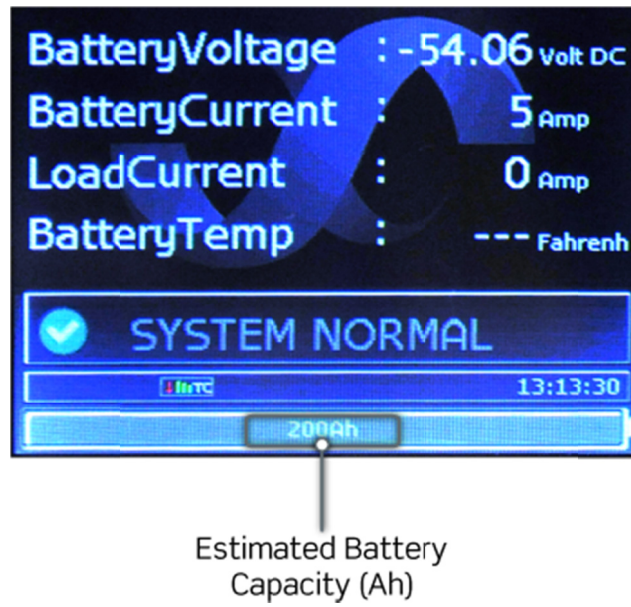 BatteryVoltage : -54.06 Volt DC
BatteryCurrent : 5 Amp
LoadCurrent : 0 Amp
BatteryTemp : --- Fahrenh
SYSTEM NORMAL
TC 13:13:30
200Ah
Estimated Battery
Capacity (Ah)